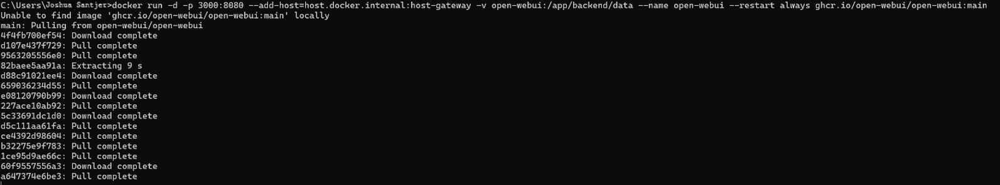 C:\Users\Joshua Santjer>docker run -d -p 3000:8080 --add-host=host.docker.internal:host-gateway -v open-webui:/app/backend/data --name open-webui --restart always ghcr.io/open-webui/open-webui:main
Unable to find image 'ghcr.io/open-webui/open-webui:main' locally
main: Pulling from open-webui/open-webui
4f4fb700ef54: Download complete
d107e437f729: Pull complete
9563205556e0: Pull complete
82baee5aa91a: Extracting 9 s
d88c91021ee4: Download complete
659036234d55: Pull complete
e08120790b99: Download complete
227ace10ab92: Pull complete
5c33691dc1d0: Download complete
d5c111aa61fa: Pull complete
ce4392d98604: Pull complete
b32275e9f783: Pull complete
1ce95d9ae66c: Pull complete
60f9557556a3: Download complete
a647374e6be3: Pull complete